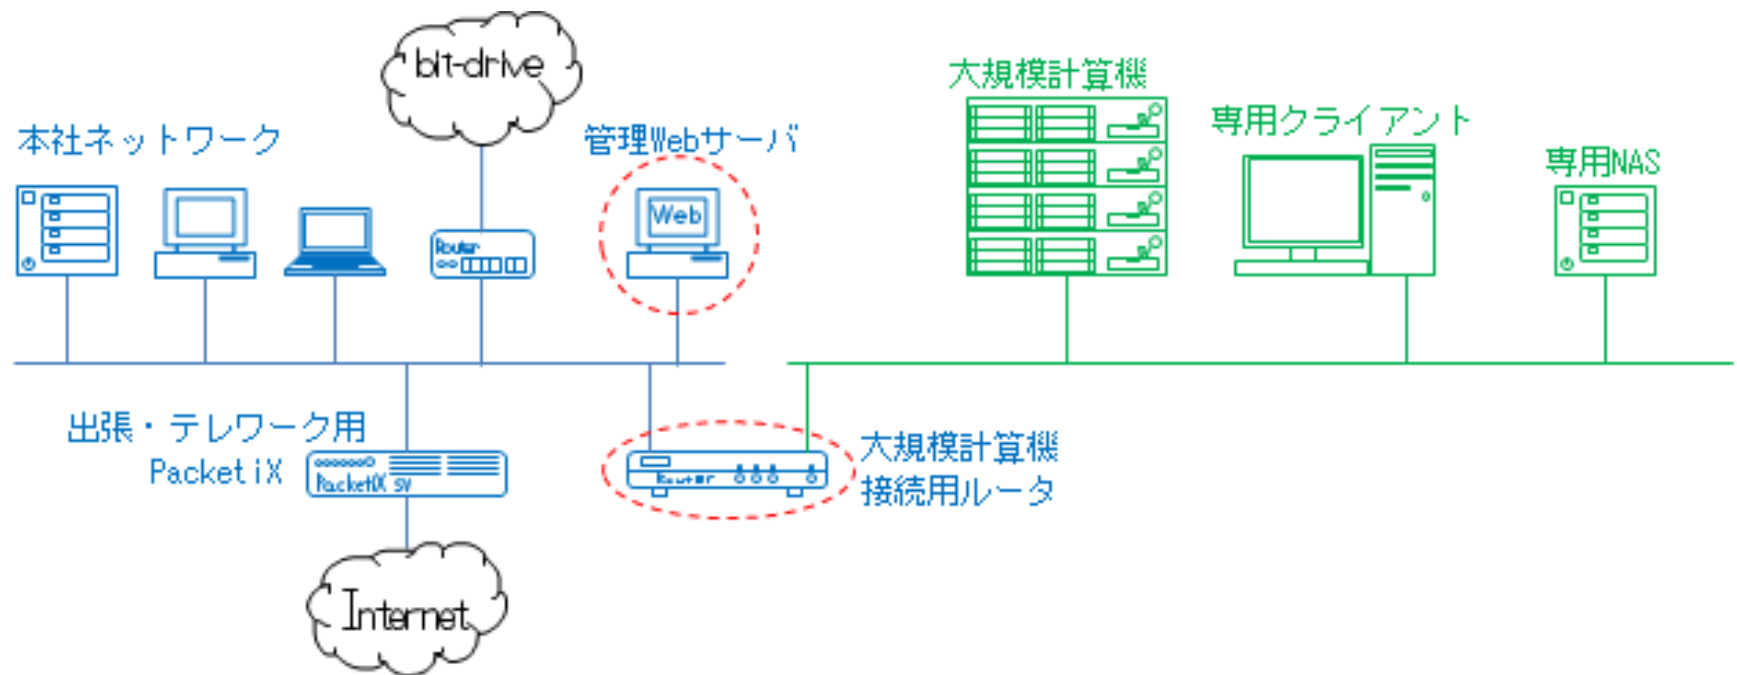 bit-drive
大規模計算機
専用クライアント
本社ネットワーク
管理Webサーバ
専用NAS
Web
Router
出張・テレワーク用
PacketiX
PacketiX SV
Router
大規模計算機
接続用ルータ
Internet